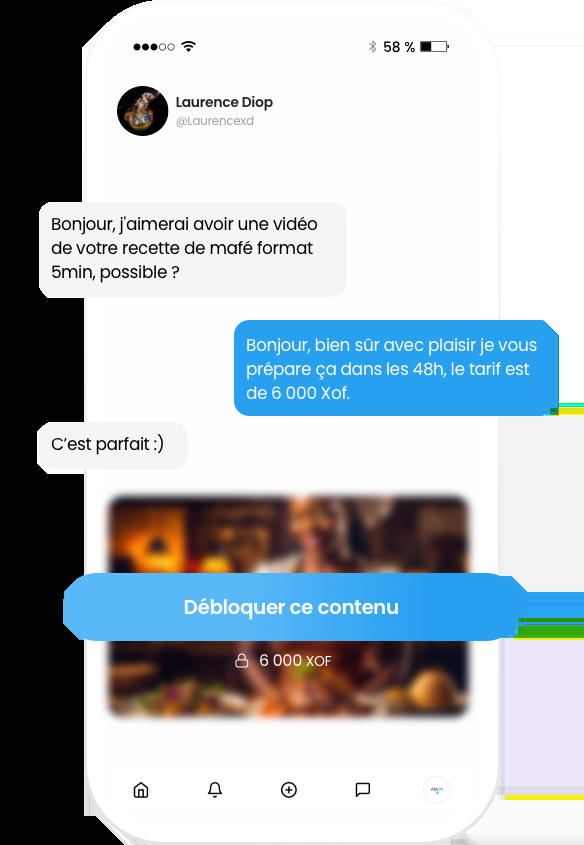 58 %
Laurence Diop
@Laurencexd
Bonjour, j'aimerai avoir une vidéo
de votre recette de mafé format
5min, possible ?
Bonjour, bien sûr avec plaisir je vous
prépare ça dans les 48h, le tarif est
de 6 000 Xof.
C’est parfait :)
Débloquer ce contenu
6 000 XOF